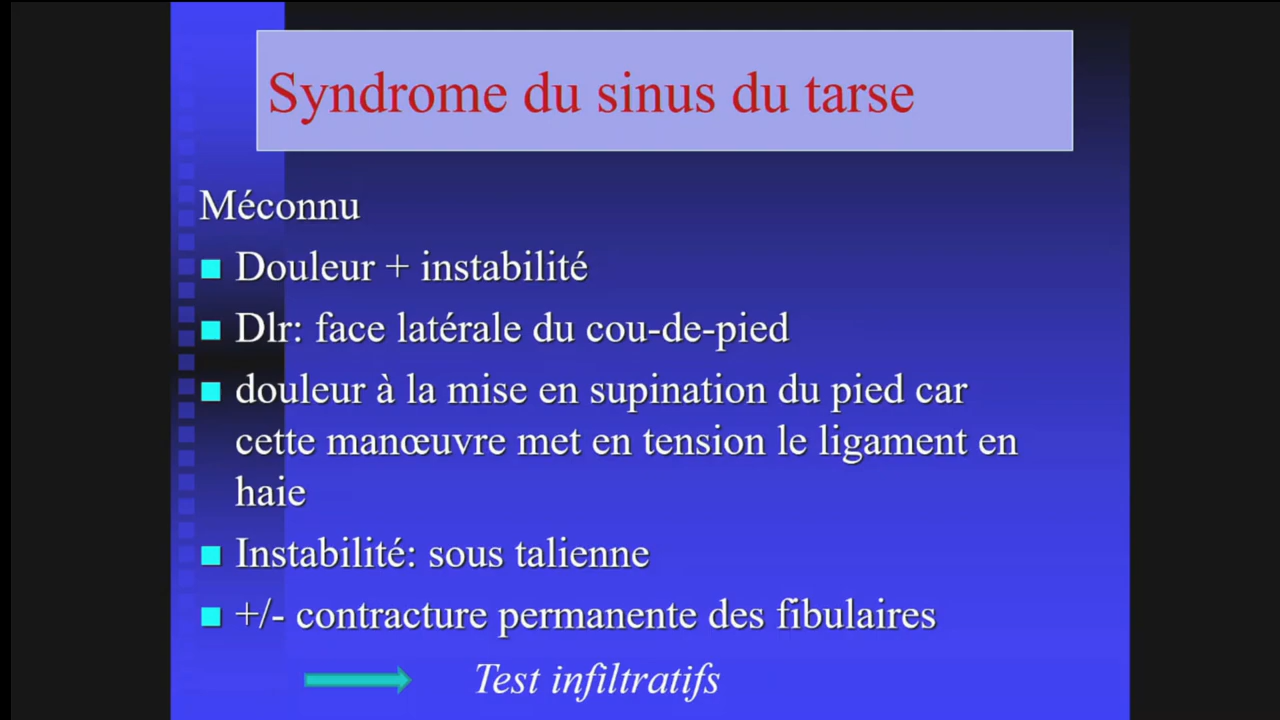 Syndrome du sinus du tarse
Méconnu
Douleur + instabilité
Dlr: face latérale du cou-de-pied
douleur à la mise en supination du pied car
cette manœuvre met en tension le ligament en
haie
Instabilité: sous talienne
+/- contracture permanente des fibulaires
Test infiltratifs